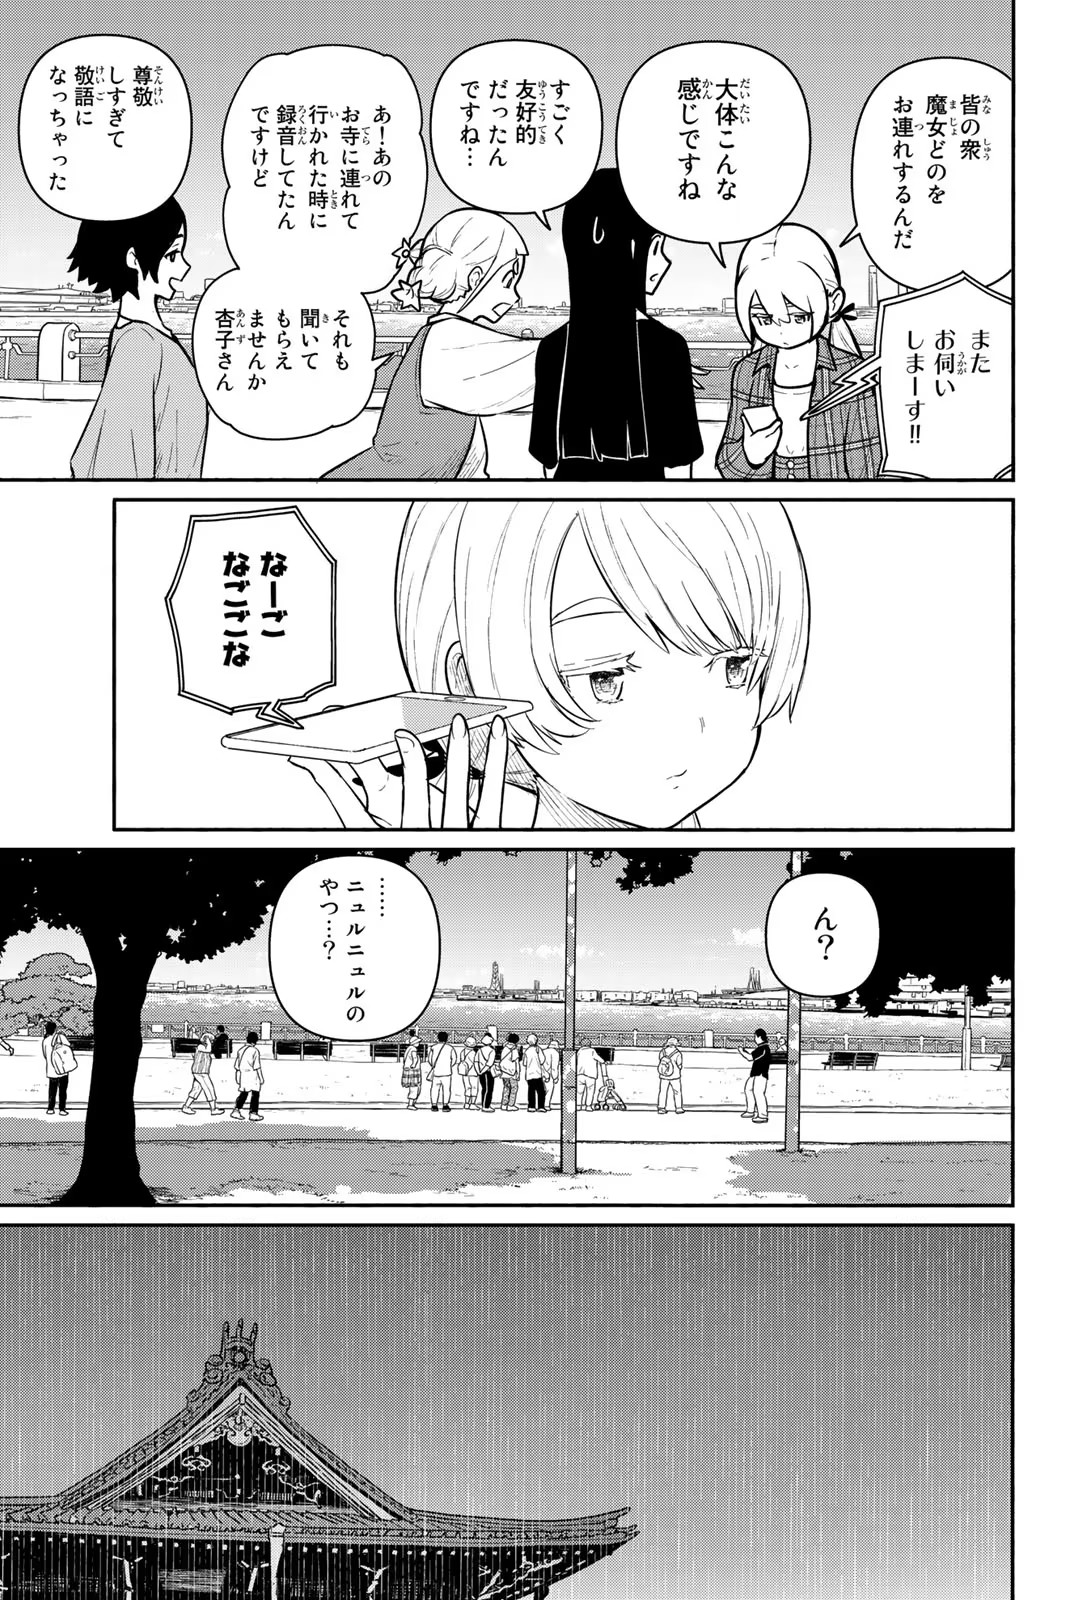 皆の衆
魔女どのを
お連れするんだ
また
お伺い
しまーす!!
大体こんな
感じですね
すごく
友好的
だったん
ですね…
あ!あの
お寺に連れて
行かれた時に
録音してたん
ですけど
それも
聞いて
もらえ
ませんか
杏子さん
尊敬
しすぎて
敬語に
なっちゃった
なーご
なごごな
ん?
……
ニュルニュルの
やつ…?